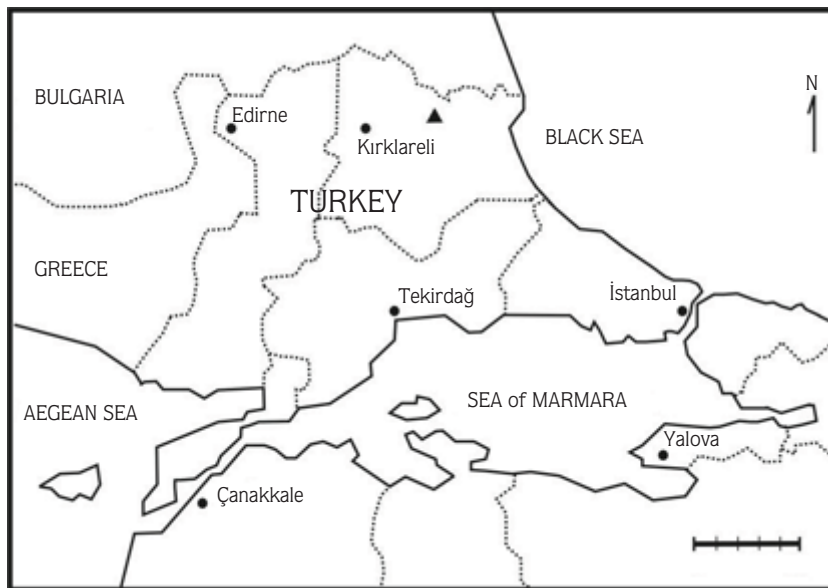 BULGARIA
Edirne
Kırklareli
N
BLACK SEA
TURKEY
GREECE
Tekirdağ
İstanbul
AEGEAN SEA
SEA of MARMARA
Yalova
Çanakkale